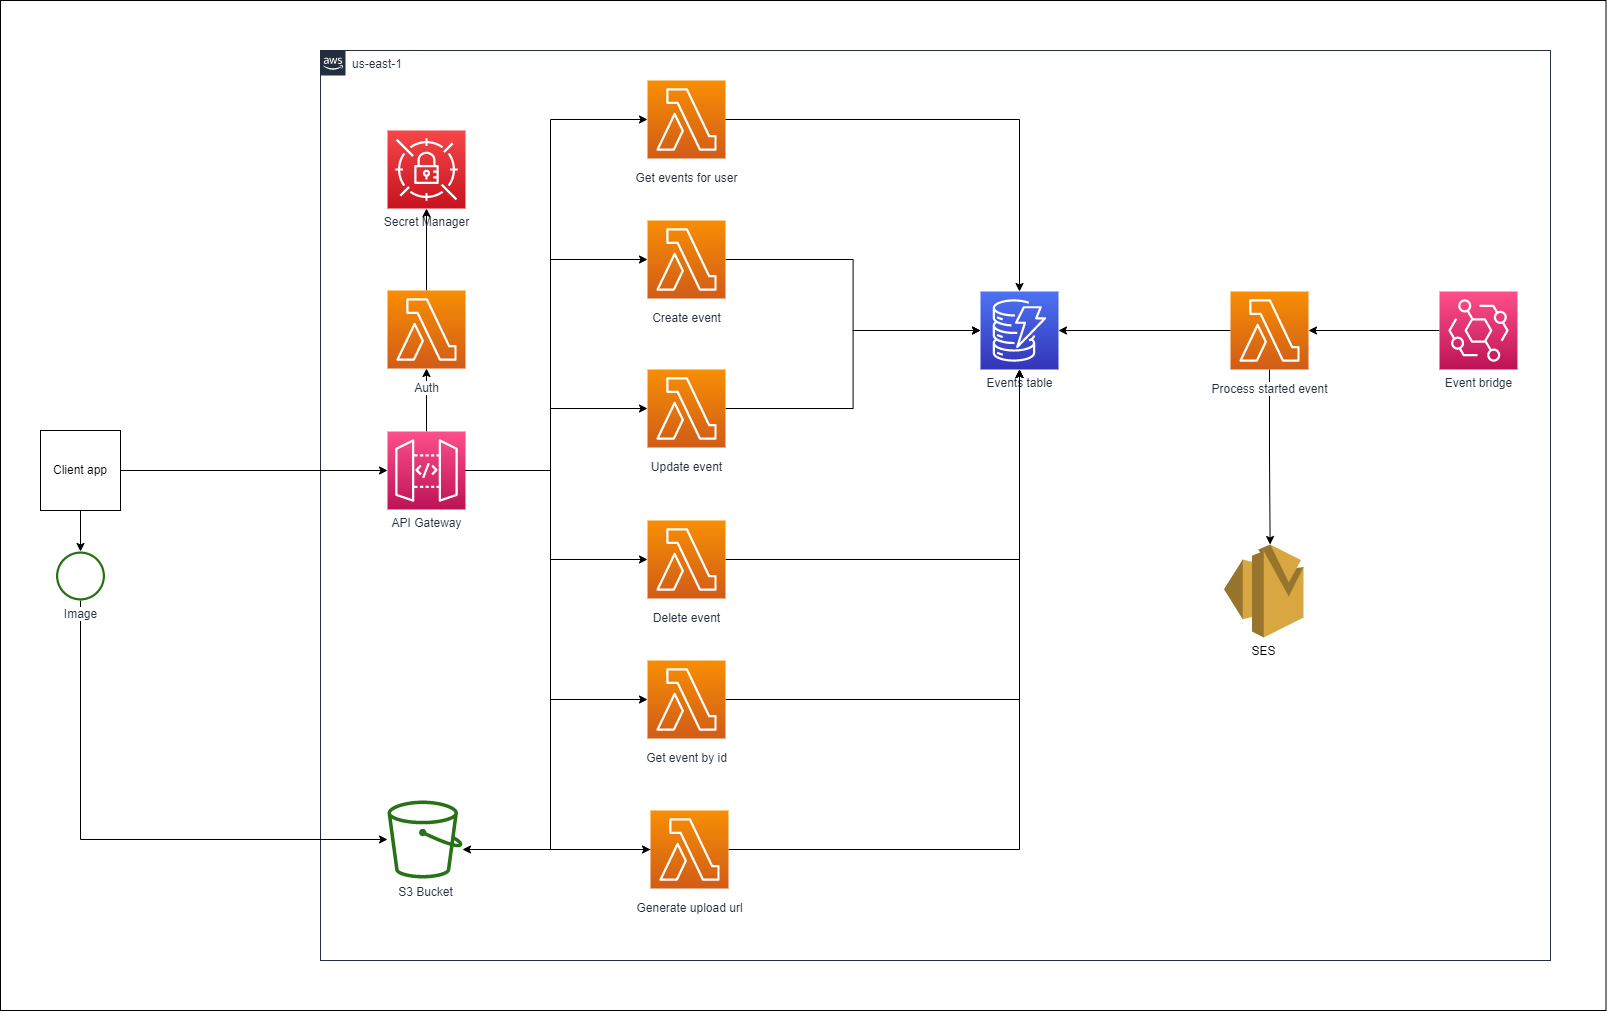 aws
us-east-1
Get events for user
Secret Manager
Create event
Auth
Events table
Process started event
Event bridge
Client app
Update event
</>
API Gateway
Image
Delete event
SES
Get event by id
S3 Bucket
Generate upload url